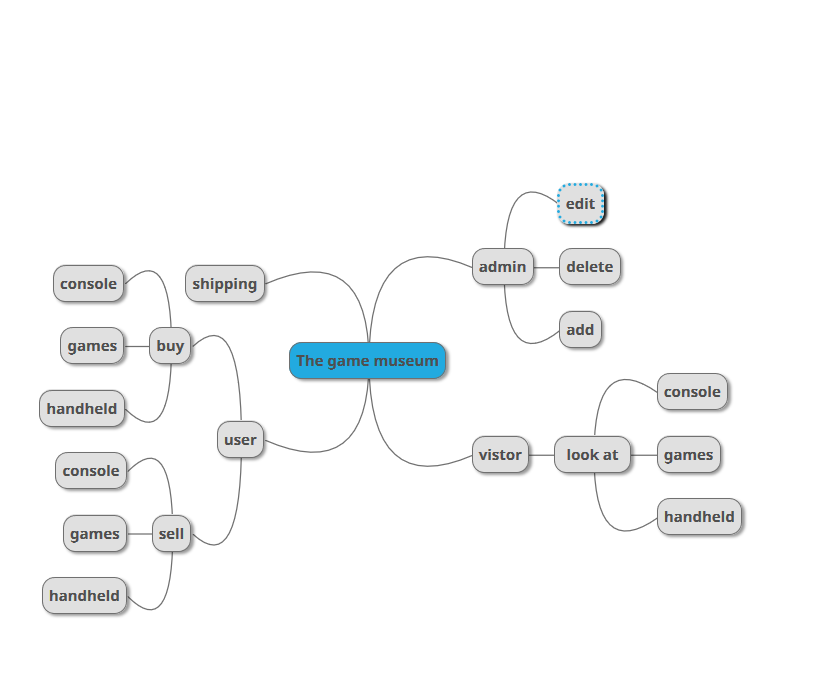 The game museum
admin
edit
delete
add
vistor
look at
console
games
handheld
shipping
user
buy
console
games
handheld
sell
console
games
handheld